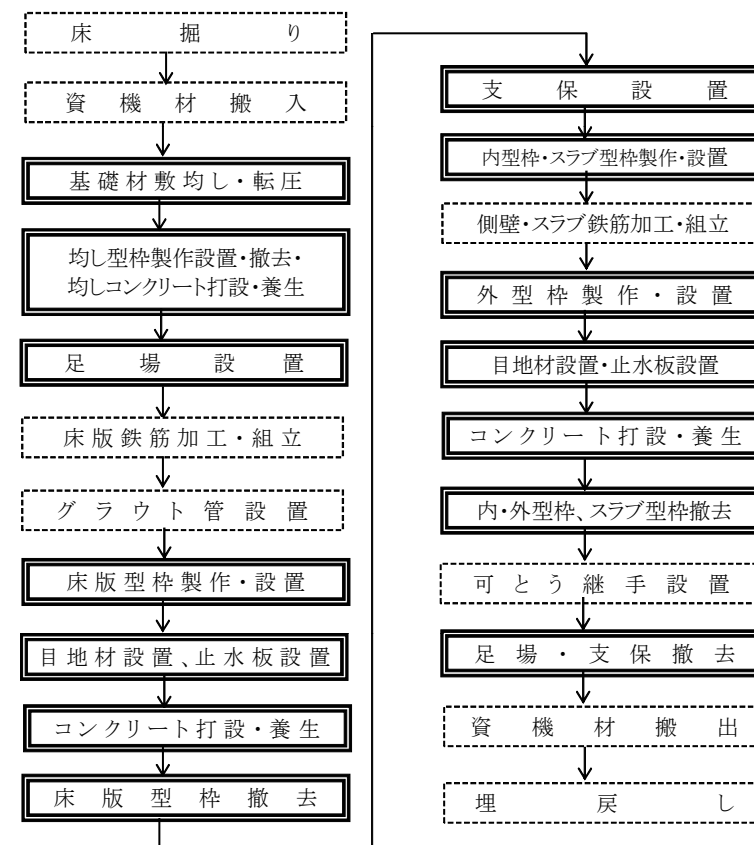 床掘り
資機材搬入
基礎材敷均し・転圧
均し型枠製作設置・撤去・
均しコンクリート打設・養生
足場設置
床版鉄筋加工・組立
グラウト管設置
床版型枠製作・設置
目地材設置、止水板設置
コンクリート打設・養生
床版型枠撤去
支保設置
内型枠・スラブ型枠製作・設置
側壁・スラブ鉄筋加工・組立
外型枠製作・設置
目地材設置・止水板設置
コンクリート打設・養生
内・外型枠、スラブ型枠撤去
可とう継手設置
足場・支保撤去
資機材搬出
埋戻し